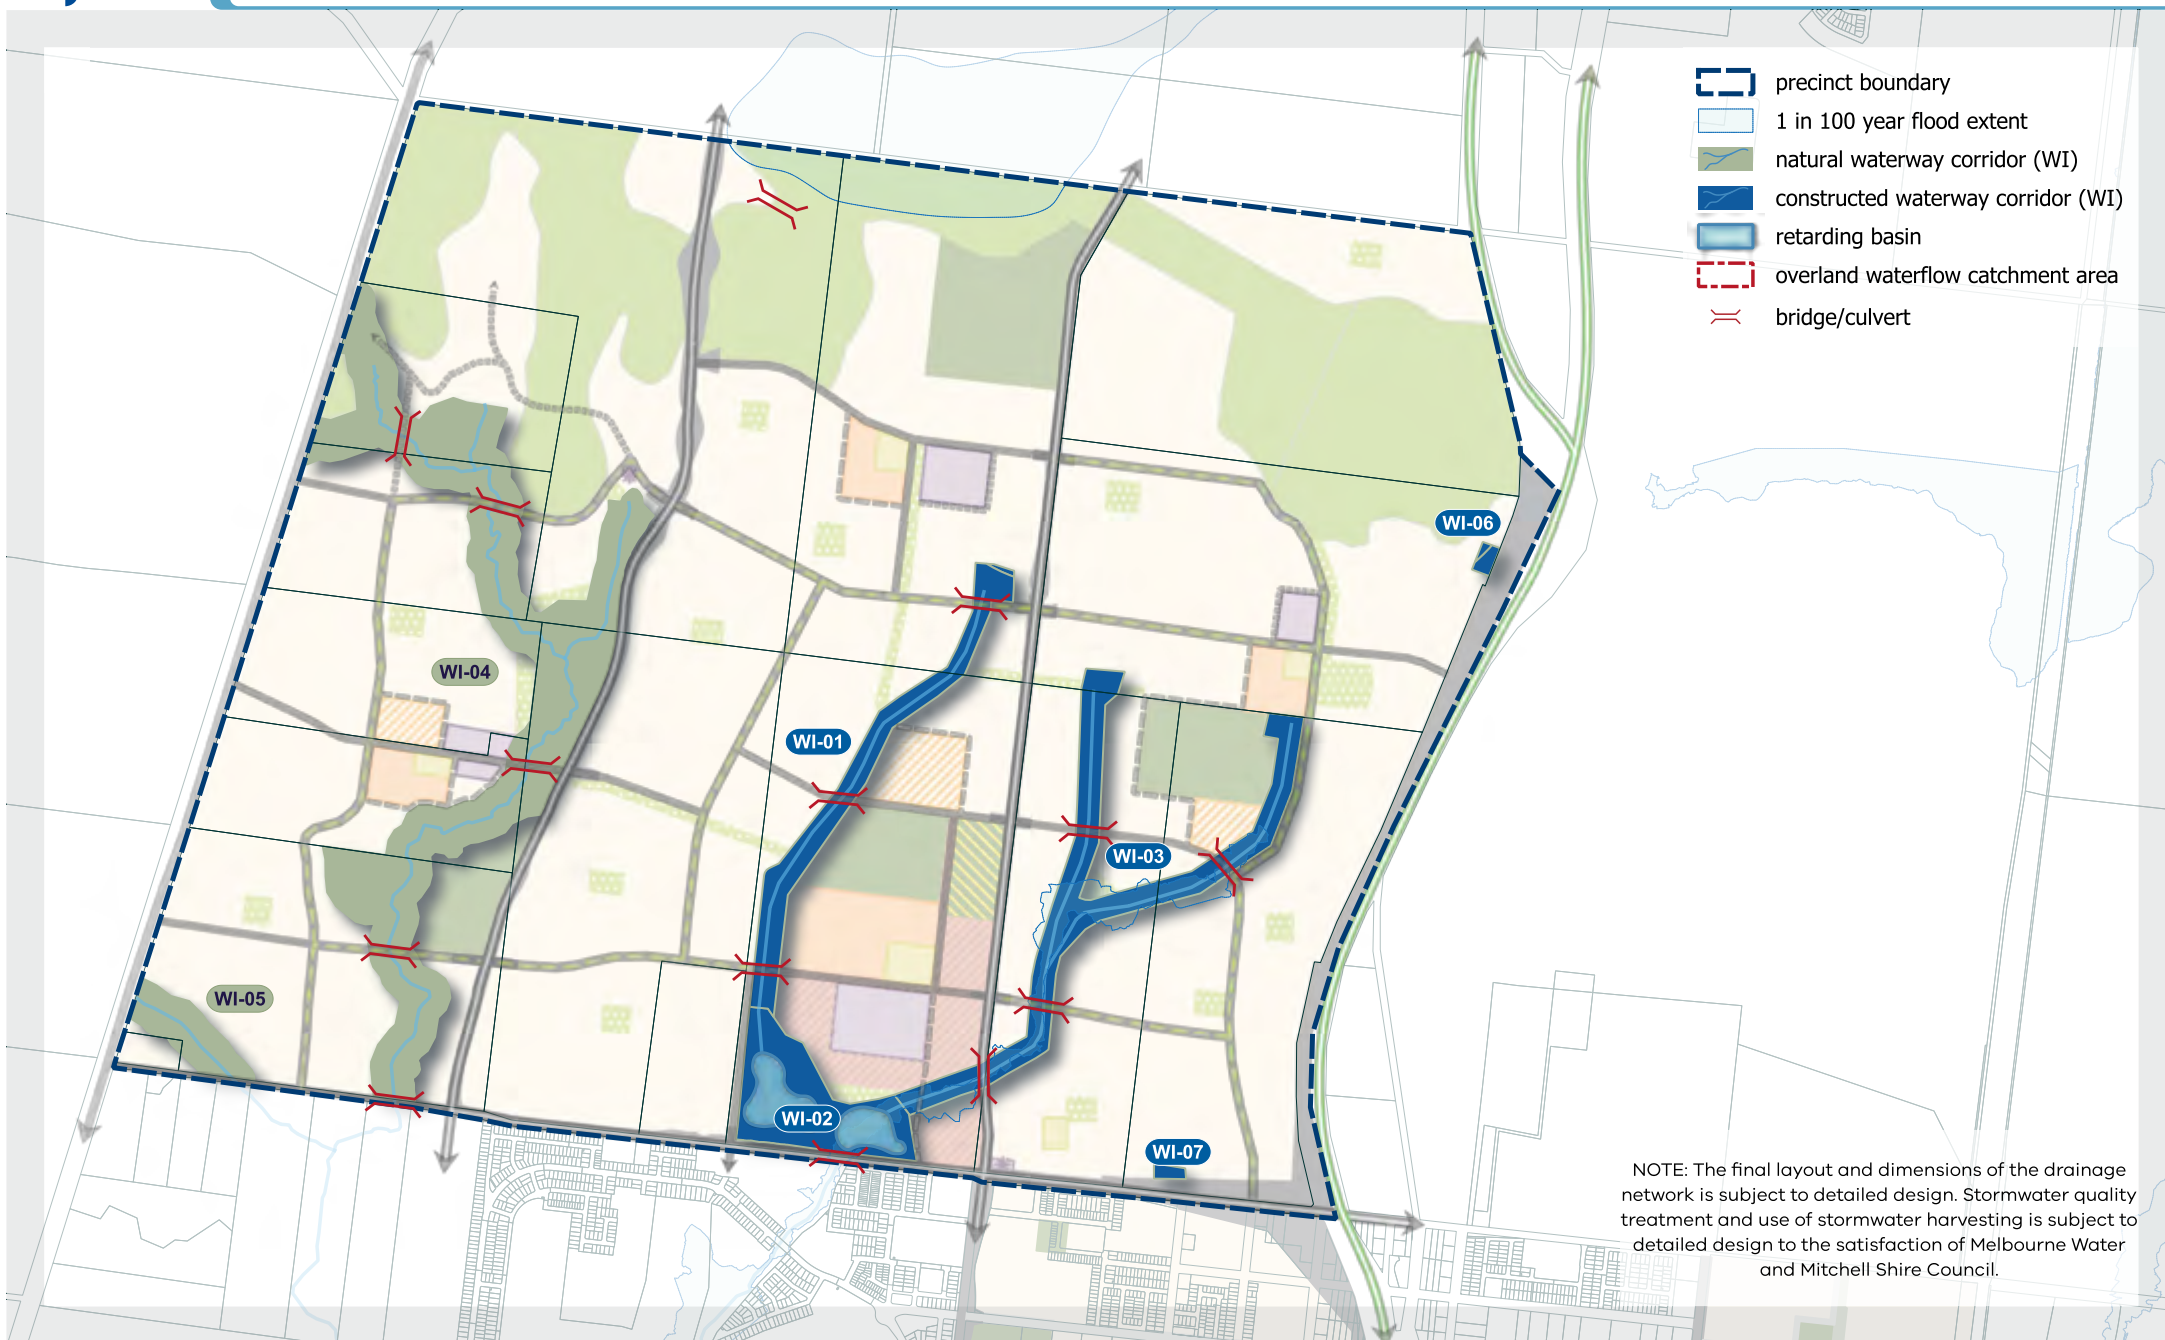 precinct boundary
1 in 100 year flood extent
natural waterway corridor (WI)
constructed waterway corridor (WI)
retarding basin
overland waterflow catchment area
bridge/culvert
WI-06
WI-04
WI-01
WI-03
WI-05
WI-02
WI-07
NOTE: The final layout and dimensions of the drainage
network is subject to detailed design. Stormwater quality
treatment and use of stormwater harvesting is subject to
detailed design to the satisfaction of Melbourne Water
and Mitchell Shire Council.